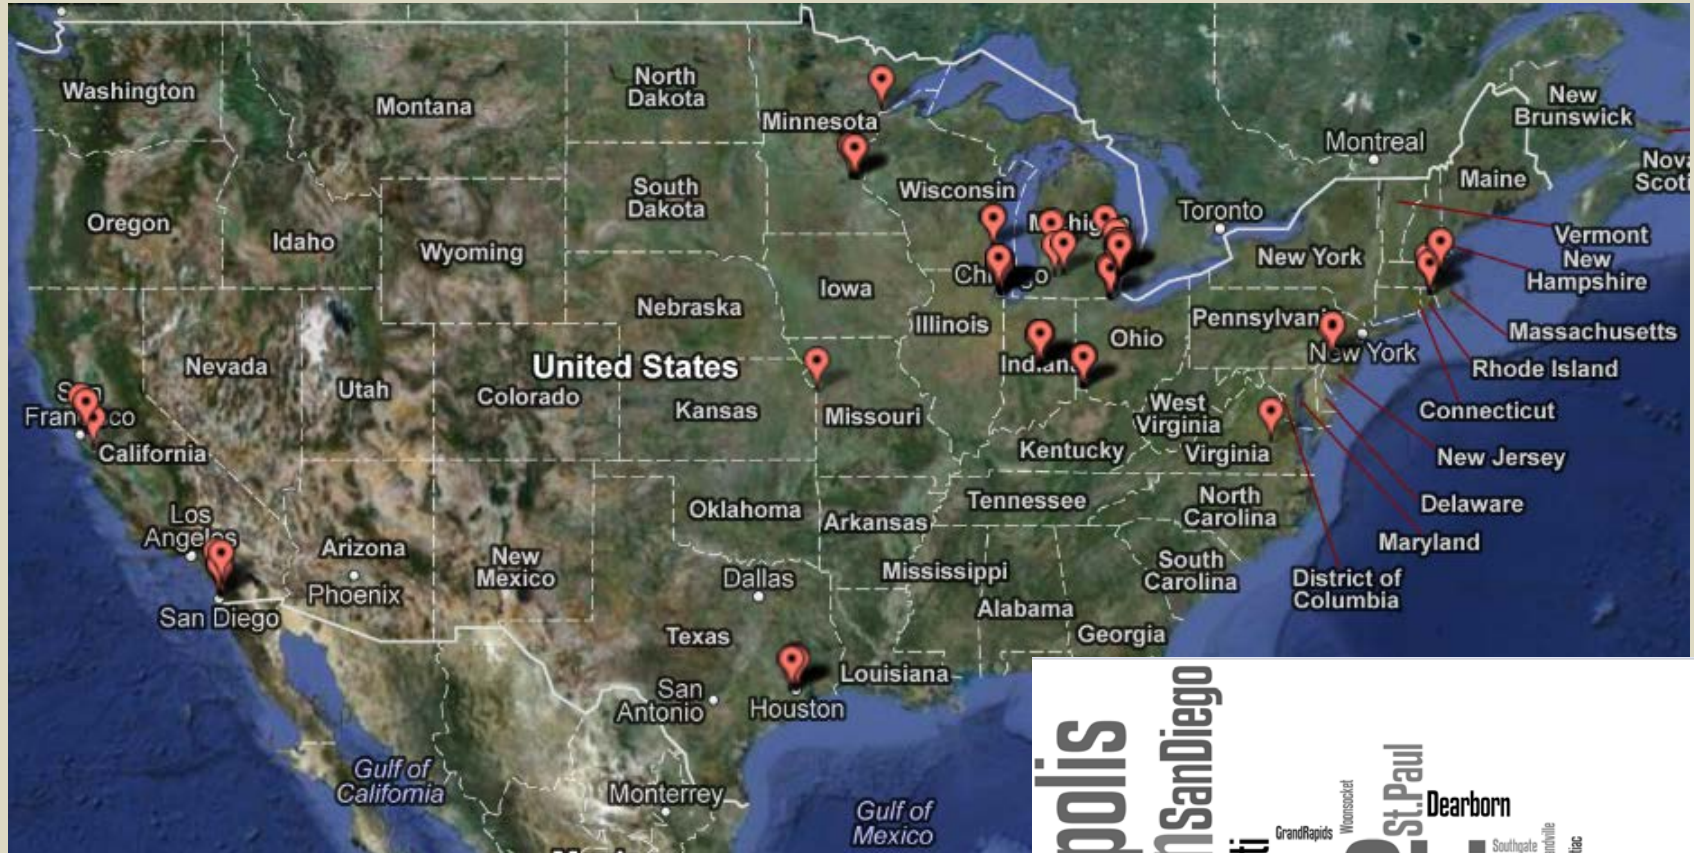 Washington
Montana
North
Dakota
Minnesota
Montreal
New
Brunswick
Nova
Maine
Oregon
Idaho
Wyoming
South
Dakota
Wisconsin
Toronto
New York
Vermont
New
Hampshire
Iowa
Nebraska
Illinois
Ohio
Massachusetts
Nevada
Utah
United States
Colorado
Kansas
Missouri
New York
Rhode Island
Connecticut
West
Virginia
Virginia
Kentucky
California
New Jersey
Los
Angeles
Arizona
Phoenix
New
Mexico
Oklahoma
Arkansas
Tennessee
North
Carolina
Delaware
Maryland
San Diego
Dallas
Mississippi
Alabama
South
Carolina
Georgia
District of
Columbia
Texas
San
Antonio
Houston
Louisiana
Gulf of
California
Monterrey
Gulf of
Mexico
polis
SanDiego
GrandRapids
Woonsocket
St.Paul
Dearborn
Southgate